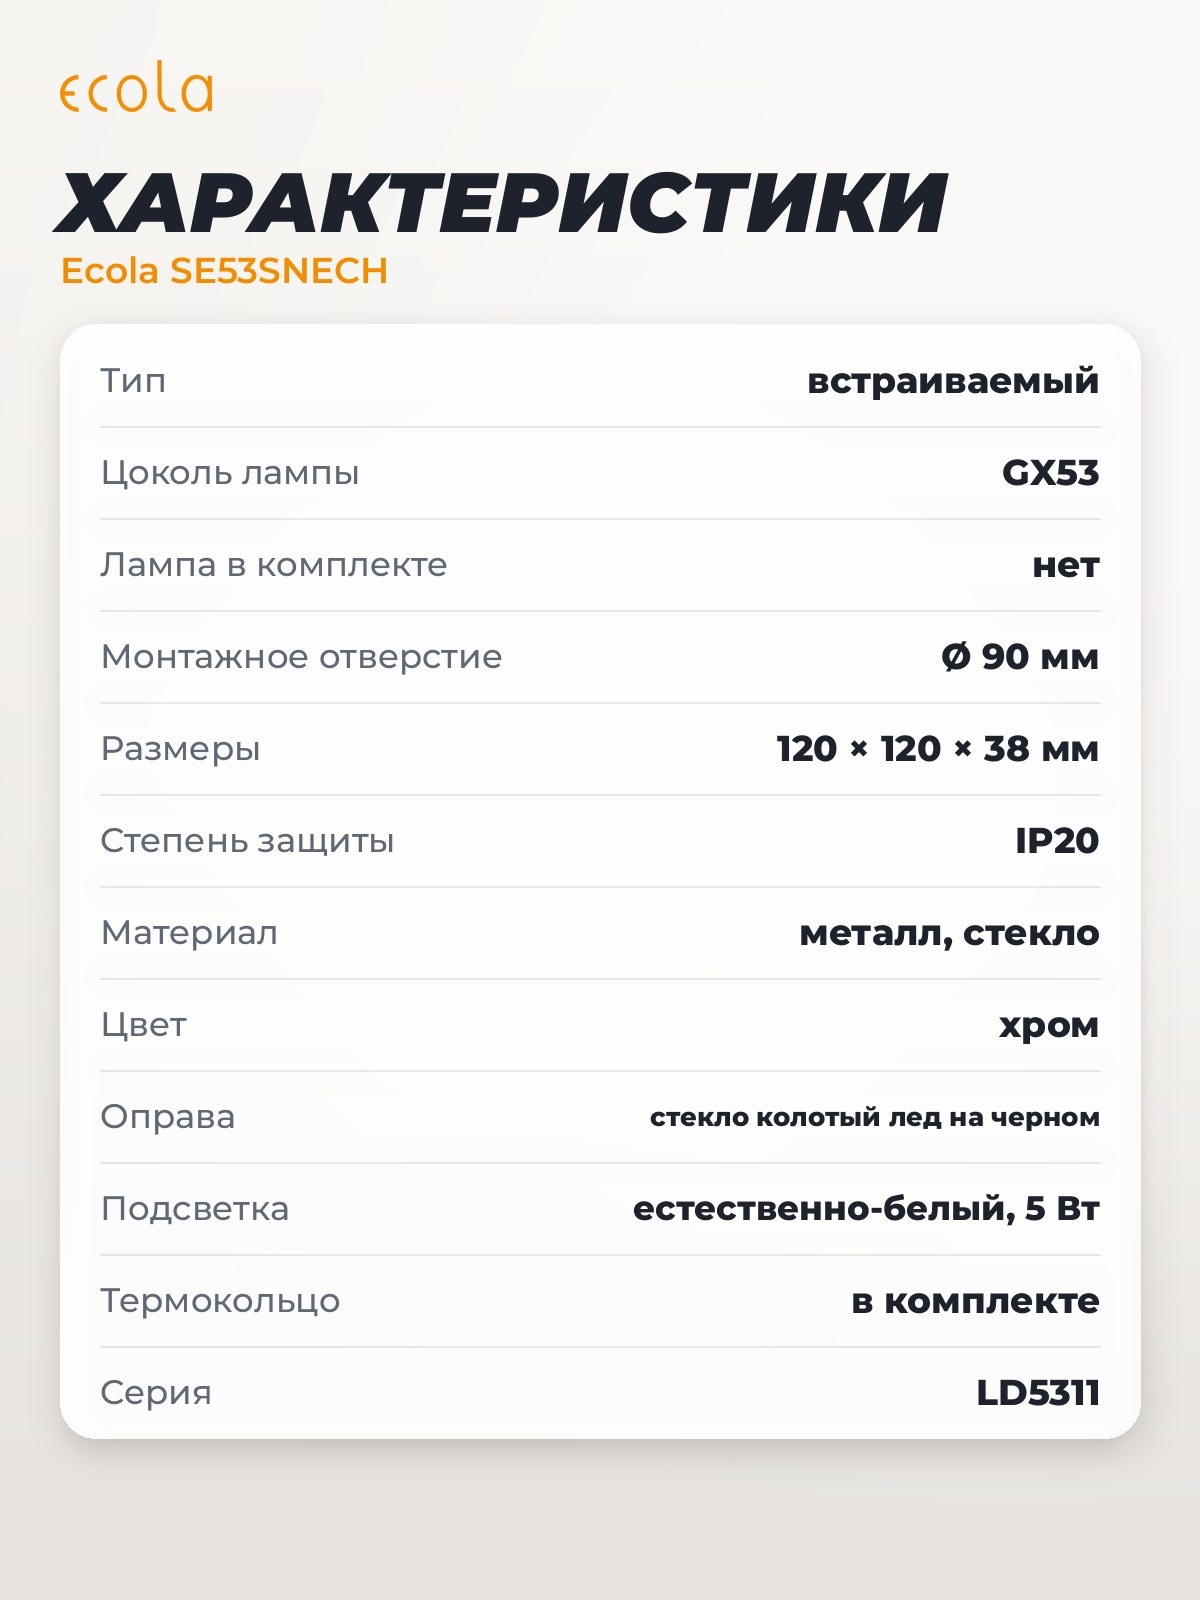 ecola
ХАРАКТЕРИСТИКИ
Ecola SE53SNECH
Тип встраиваемый
Цоколь лампы GX53
Лампа в комплекте нет
Монтажное отверстие Ø 90 мм
Размеры 120 × 120 × 38 мм
Степень защиты IP20
Материал металл, стекло
Цвет хром
Оправа стекло колотый лед на черном
Подсветка естественно-белый, 5 Вт
Термокольцо в комплекте
Серия LD5311